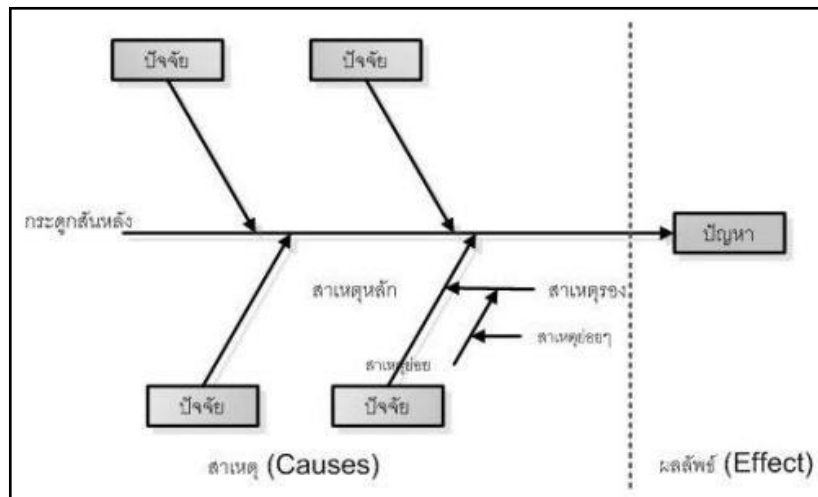 ปัจจัย
ปัจจัย
กระดูกสันหลัง
ปัญหา
สาเหตุหลัก
สาเหตุรอง
สาเหตุย่อยๆ
สาเหตุย่อย
ปัจจัย
ปัจจัย
สาเหตุ (Causes)
ผลลัพธ์ (Effect)